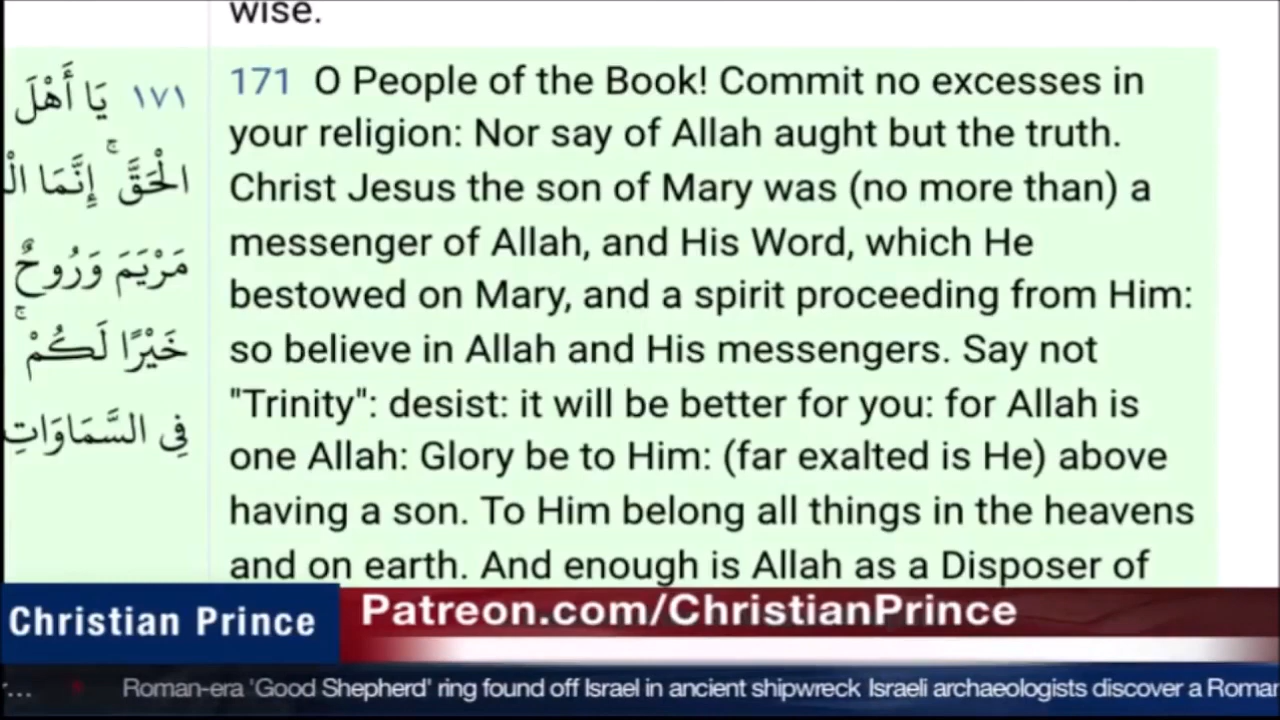 wise.
171 O People of the Book! Commit no excesses in
your religion: Nor say of Allah aught but the truth.
Christ Jesus the son of Mary was (no more than) a
messenger of Allah, and His Word, which He
bestowed on Mary, and a spirit proceeding from Him:
so believe in Allah and His messengers. Say not
"Trinity": desist: it will be better for you: for Allah is
one Allah: Glory be to Him: (far exalted is He) above
having a son. To Him belong all things in the heavens
and on earth. And enough is Allah as a Disposer of
١٧١ يَا أَهْلَ
الْحَقَّ ۚ إِنَّمَا
مَرْيَمَ وَرُوحٌ
خَيْرًا لَكُمْ ۚ
فِي السَّمَاوَاتِ
Christian Prince
Patreon.com/ChristianPrince
Roman-era 'Good Shepherd' ring found off Israel in ancient shipwreck Israeli archaeologists discover a Roman